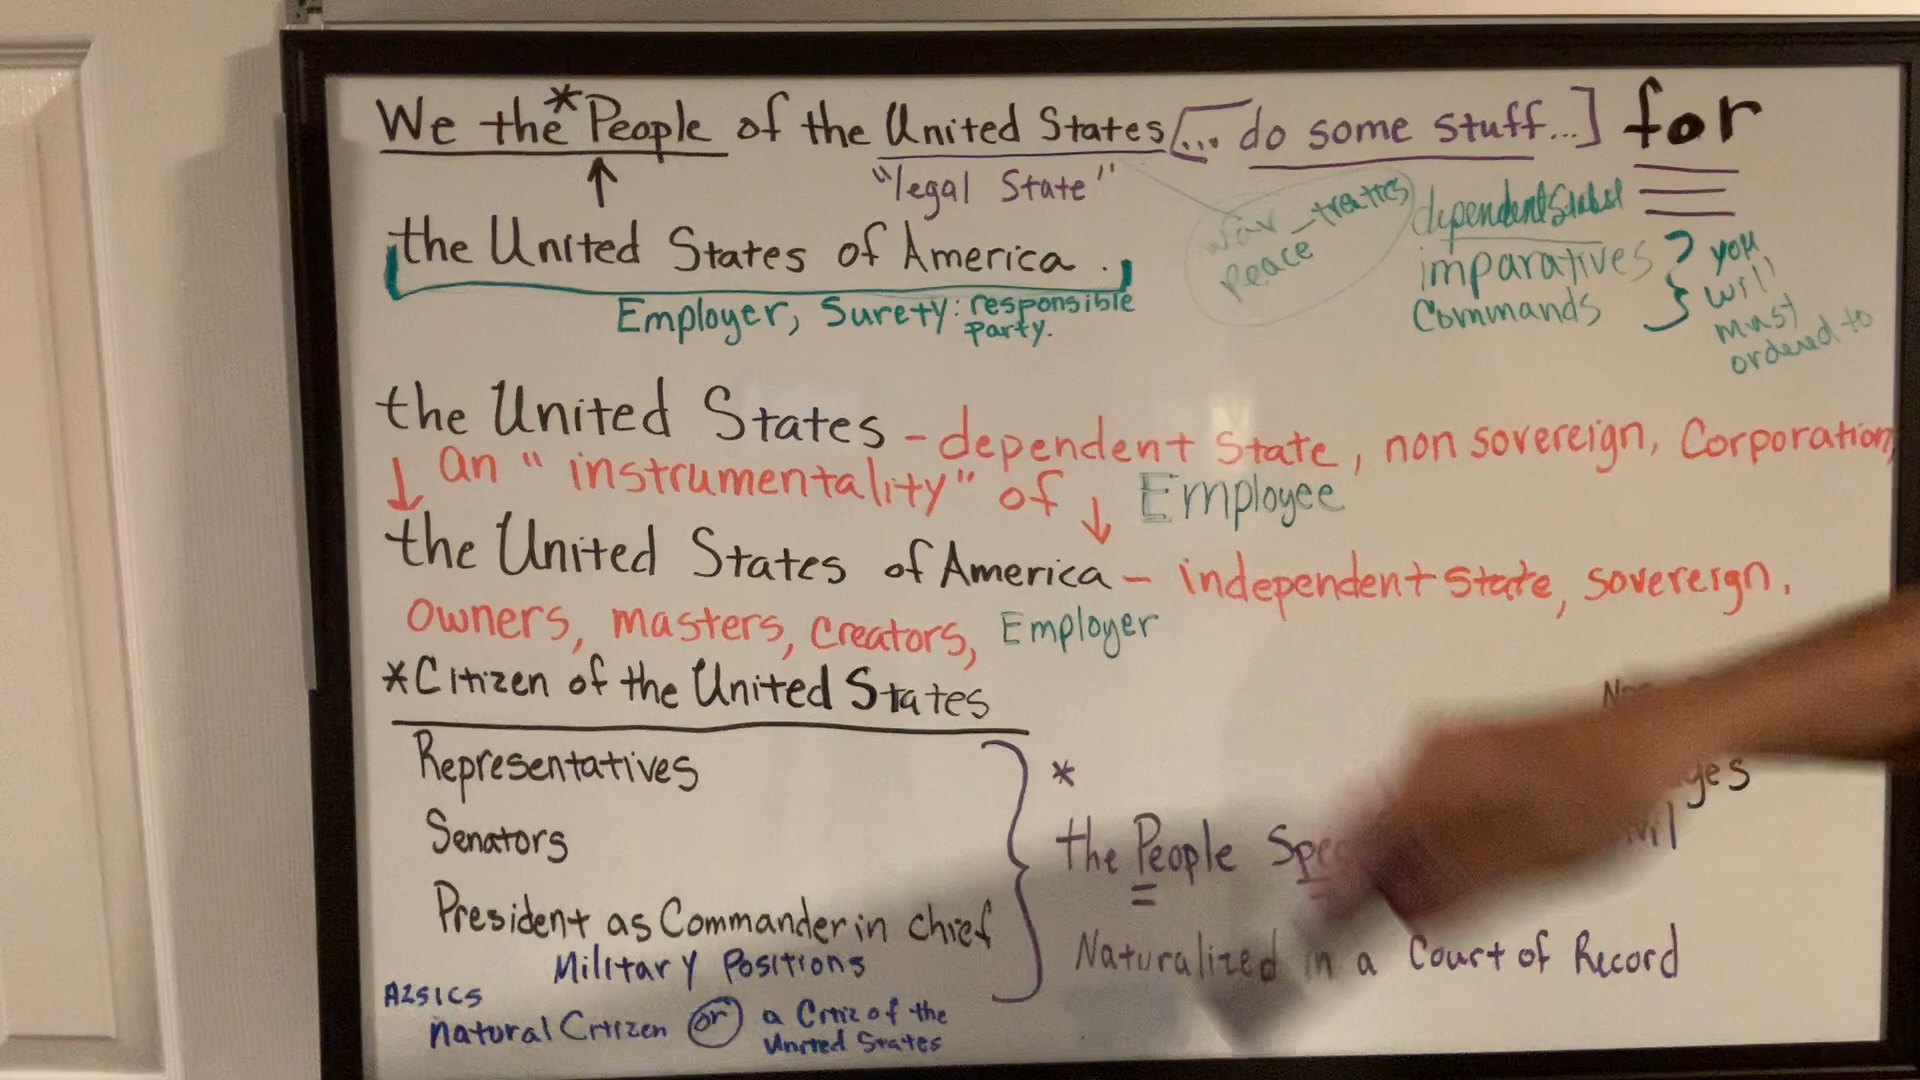 We the *People of the United States [... do some stuff...] for
"legal State"
the United States of America.
Employer, Surety: responsible
party.
war - treaties
peace
dependent State
imparatives
Commands
you
will
must
ordered to
the United States - dependent State, non sovereign, Corporation,
an "instrumentality" of Employee
the United States of America - independent State, sovereign,
owners, masters, creators, Employer
*Citizen of the United States
Representatives
Senators
President as Commander in chief
Military Positions
A2S1C5
natural Citizen or a Citiz of the
United States
*
the People
Naturalized in a Court of Record